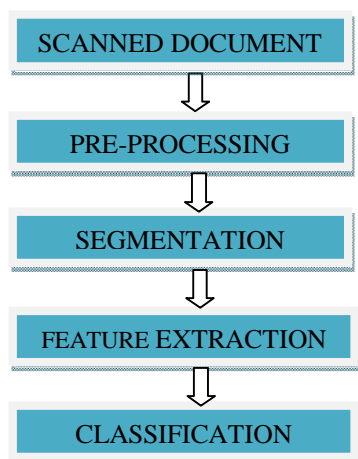 SCANNED DOCUMENT
PRE-PROCESSING
SEGMENTATION
FEATURE EXTRACTION
CLASSIFICATION